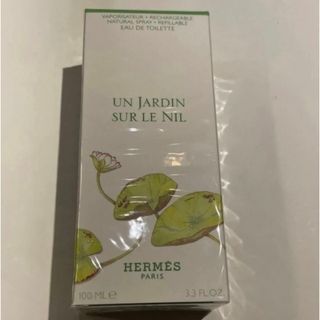 VAPORISATEUR • RECHARGEABLE
NATURAL SPRAY • REFILLABLE
EAU DE TOILETTE
UN JARDIN
SUR LE NIL
HERMÈS
PARIS
100 ML ℮ 3.3 FL.OZ